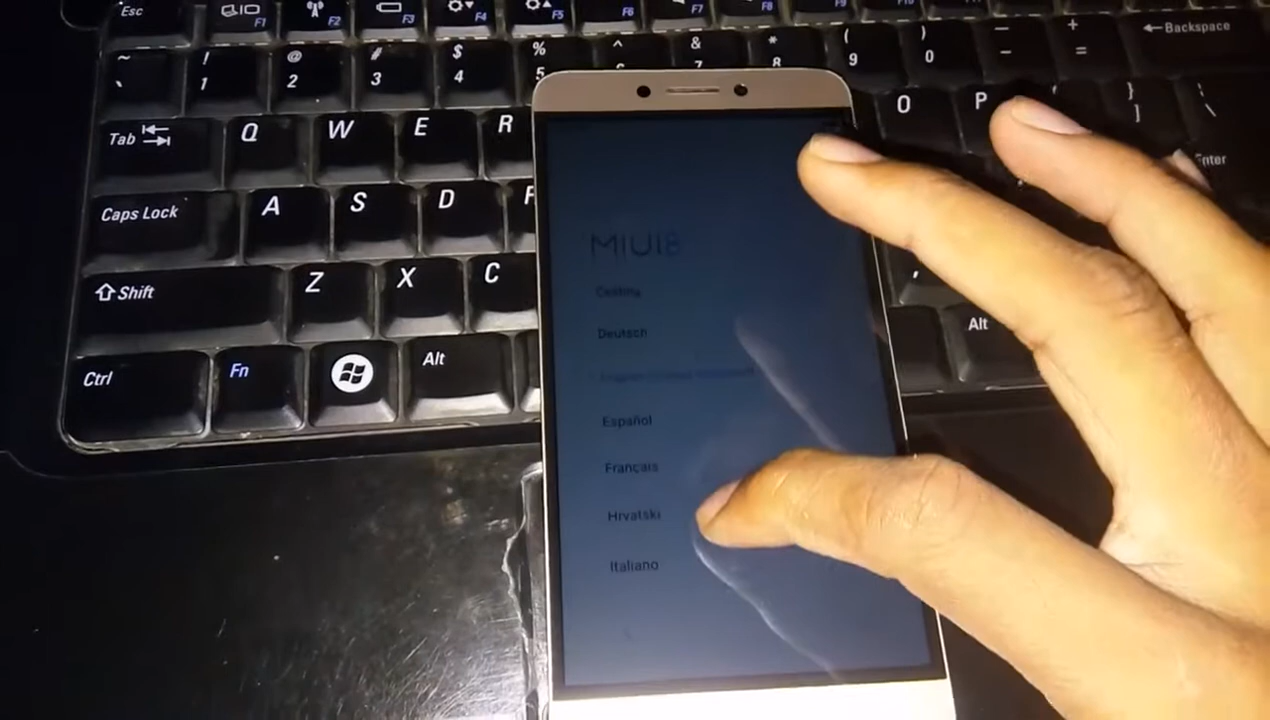 Esc F1 F2 F3 F4 F5 F6 F7 F8 F9
~ ! @ # $ % ^ & * ( ) — + Backspace
` 1 2 3 4 5 7 8 9 0 - =
Tab Q W E R O P } ] \
Caps Lock A S D F Enter
Shift Z X C ,
Ctrl Fn Alt Alt
MIUI8
Čeština
Deutsch
Español
Français
Hrvatski
Italiano